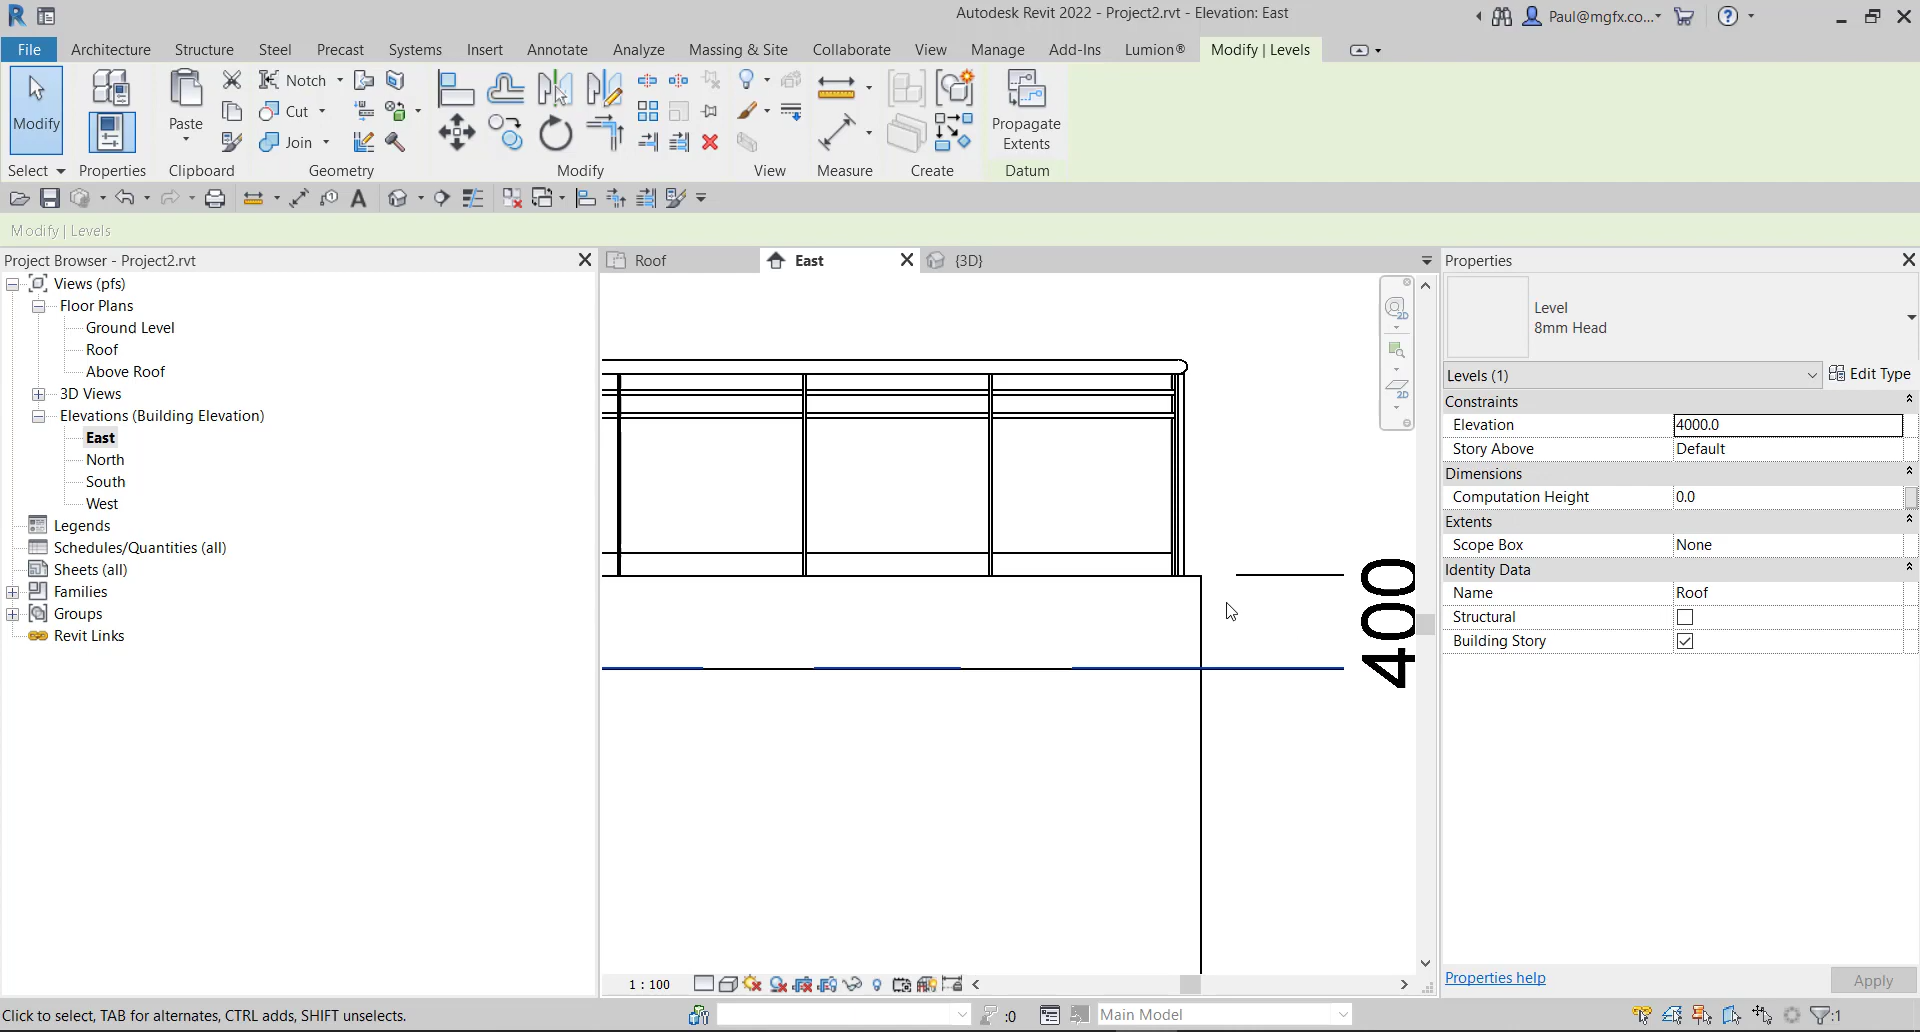 Autodesk Revit 2022 - Project2.rvt - Elevation: East
Paul@mgfx.co...
File
Architecture
Structure
Steel
Precast
Systems
Insert
Annotate
Analyze
Massing & Site
Collaborate
View
Manage
Add-Ins
Lumion®
Modify | Levels
Modify
Paste
Notch
Cut
Join
Propagate
Extents
Select
Properties
Clipboard
Geometry
Modify
View
Measure
Create
Datum
Modify | Levels
Project Browser - Project2.rvt
Views (pfs)
Floor Plans
Ground Level
Roof
Above Roof
3D Views
Elevations (Building Elevation)
East
North
South
West
Legends
Schedules/Quantities (all)
Sheets (all)
Families
Groups
Revit Links
Roof
East
{3D}
2D
2D
400
1 : 100
Properties
Level
8mm Head
Levels (1)
Edit Type
Constraints
Elevation 4000.0
Story Above Default
Dimensions
Computation Height 0.0
Extents
Scope Box None
Identity Data
Name Roof
Structural
Building Story
Properties help
Apply
Click to select, TAB for alternates, CTRL adds, SHIFT unselects.
:0
Main Model
:1